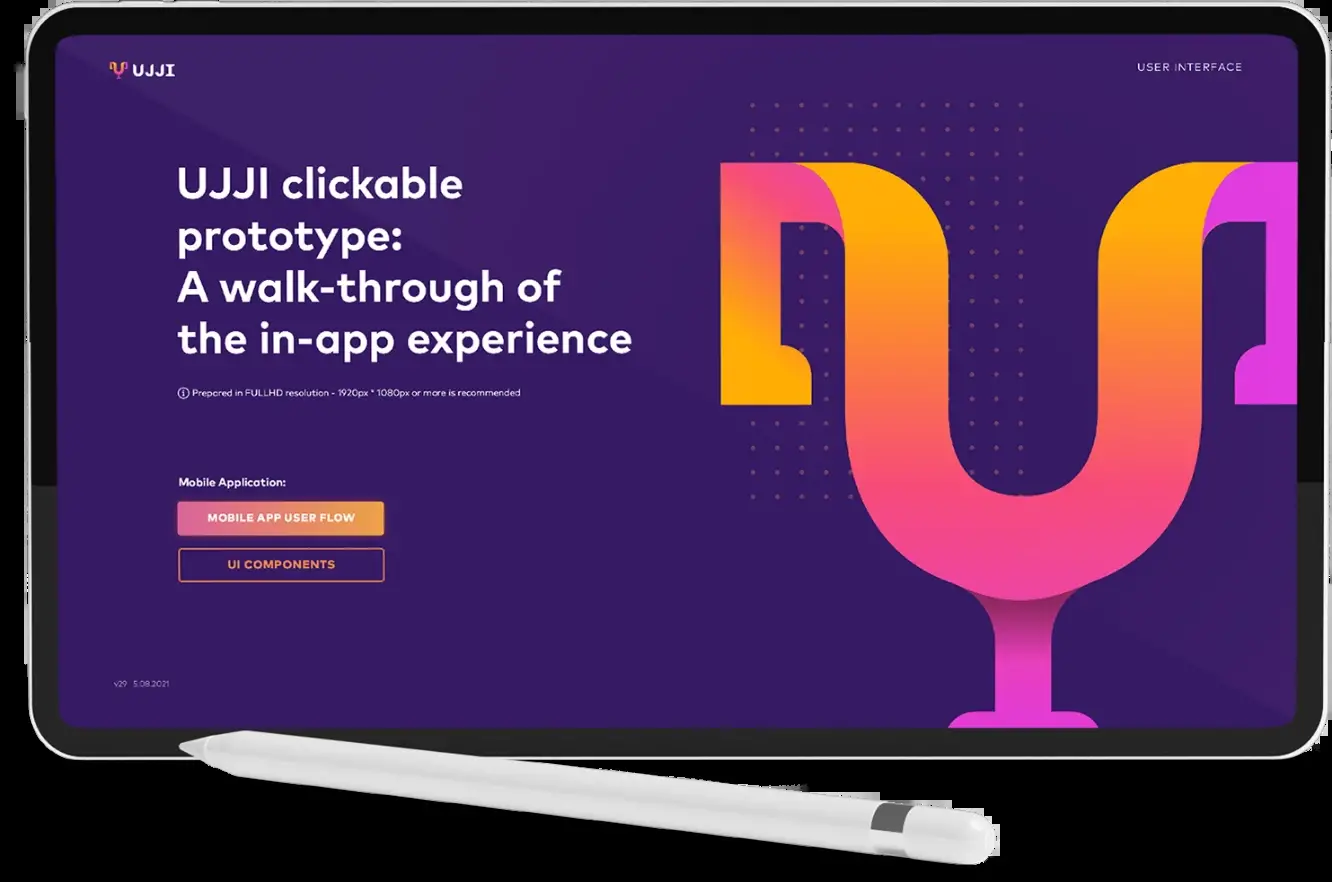 UJJI
USER INTERFACE
UJJI clickable
prototype:
A walk-through of
the in-app experience
Prepared in FULLHD resolution - 1920px * 1080px or more is recommended
Mobile Application:
MOBILE APP USER FLOW
UI COMPONENTS
v29 5.08.2021